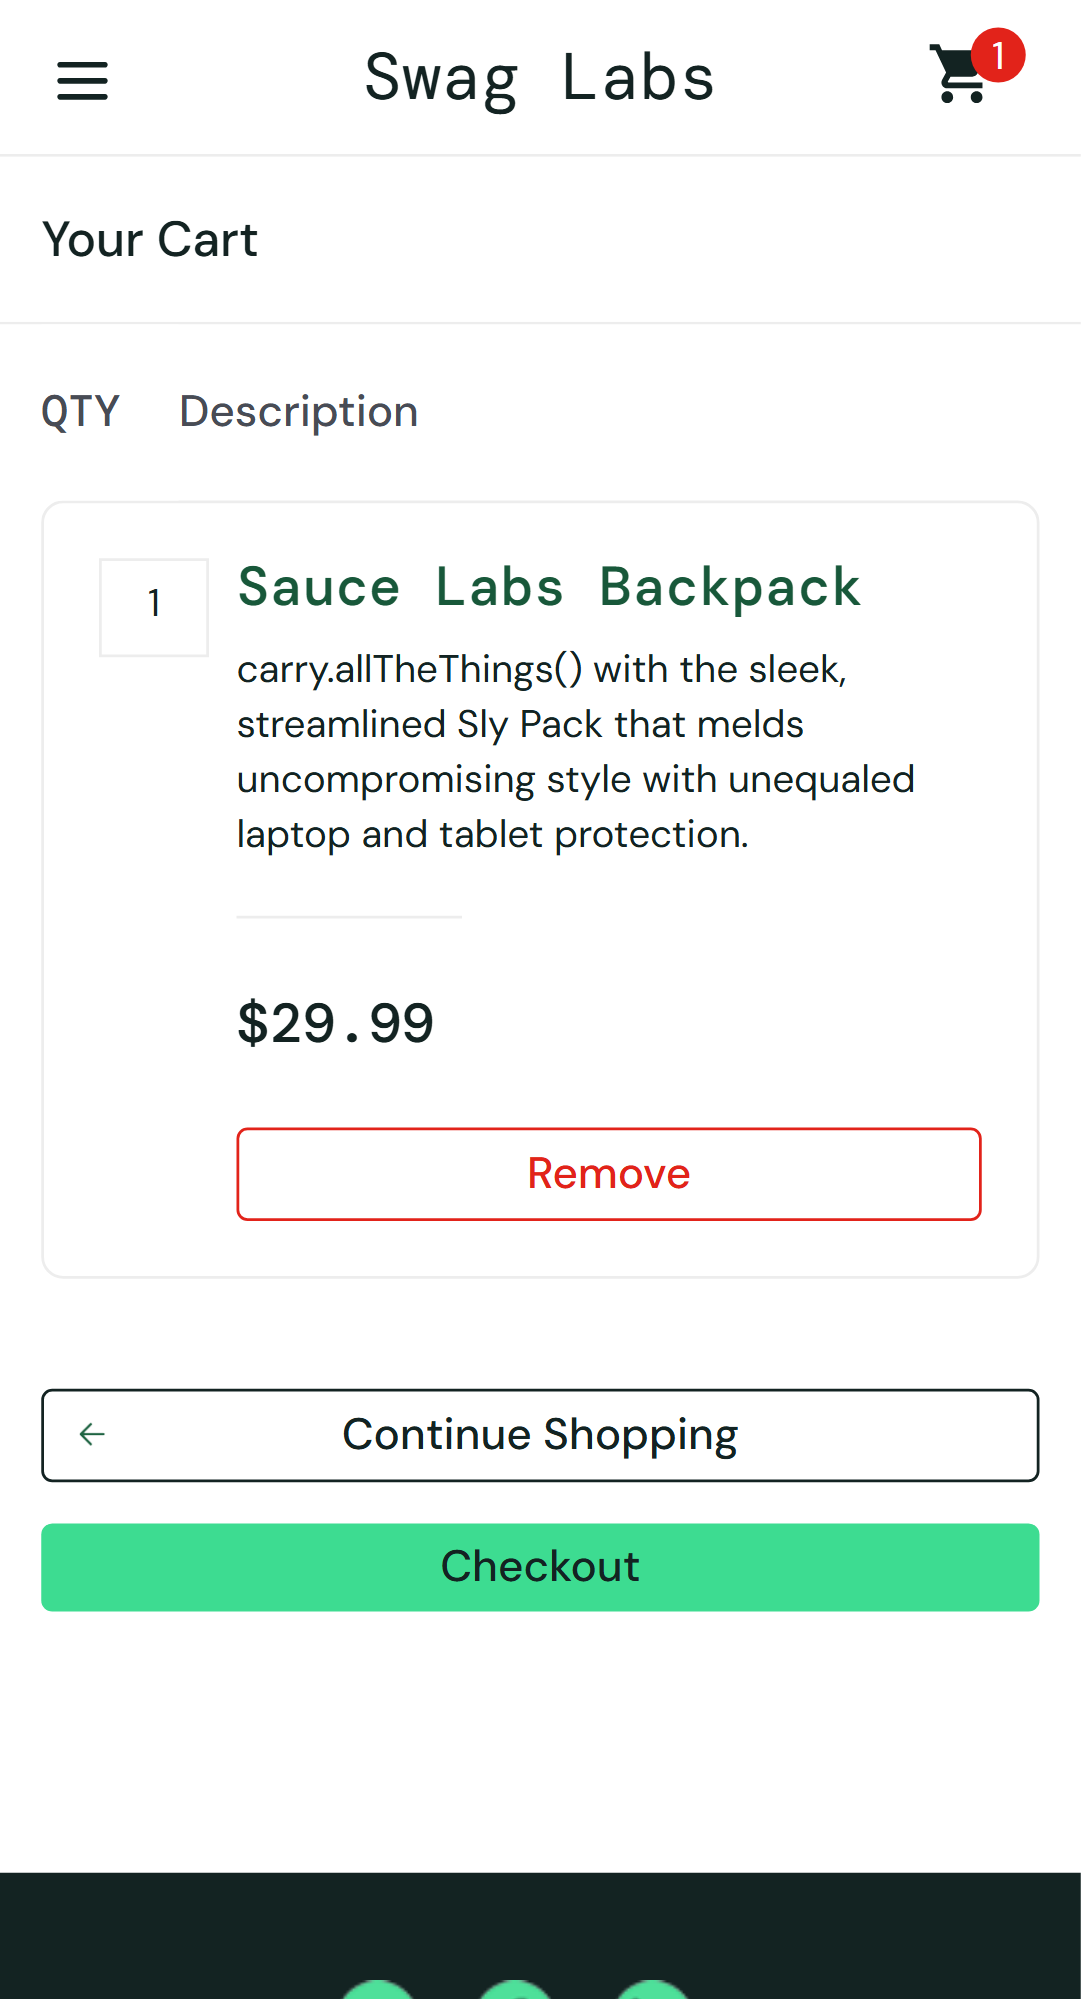 Swag Labs
1
Your Cart
QTY Description
1
Sauce Labs Backpack
carry.allTheThings() with the sleek,
streamlined Sly Pack that melds
uncompromising style with unequaled
laptop and tablet protection.
$29.99
Remove
Continue Shopping
Checkout